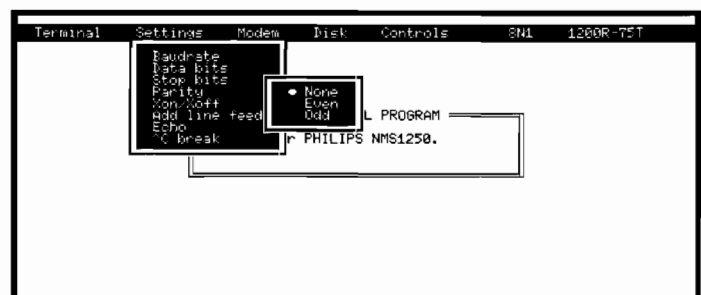 Terminal Settings Modem Disk Controls 8N1 1200R-75T
Baudrate
Data bits
Stop bits
Parity
Xon/Xoff
Add line feed
Echo
^C break
None
Even
Odd
L PROGRAM
r PHILIPS NMS1250.